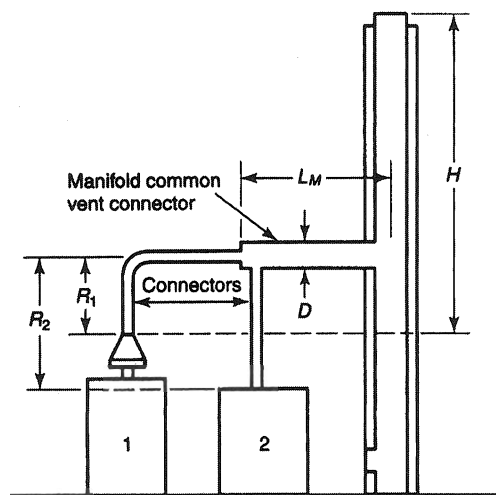 L_M
H
Manifold common
vent connector
Connectors
R_1
D
R_2
1
2